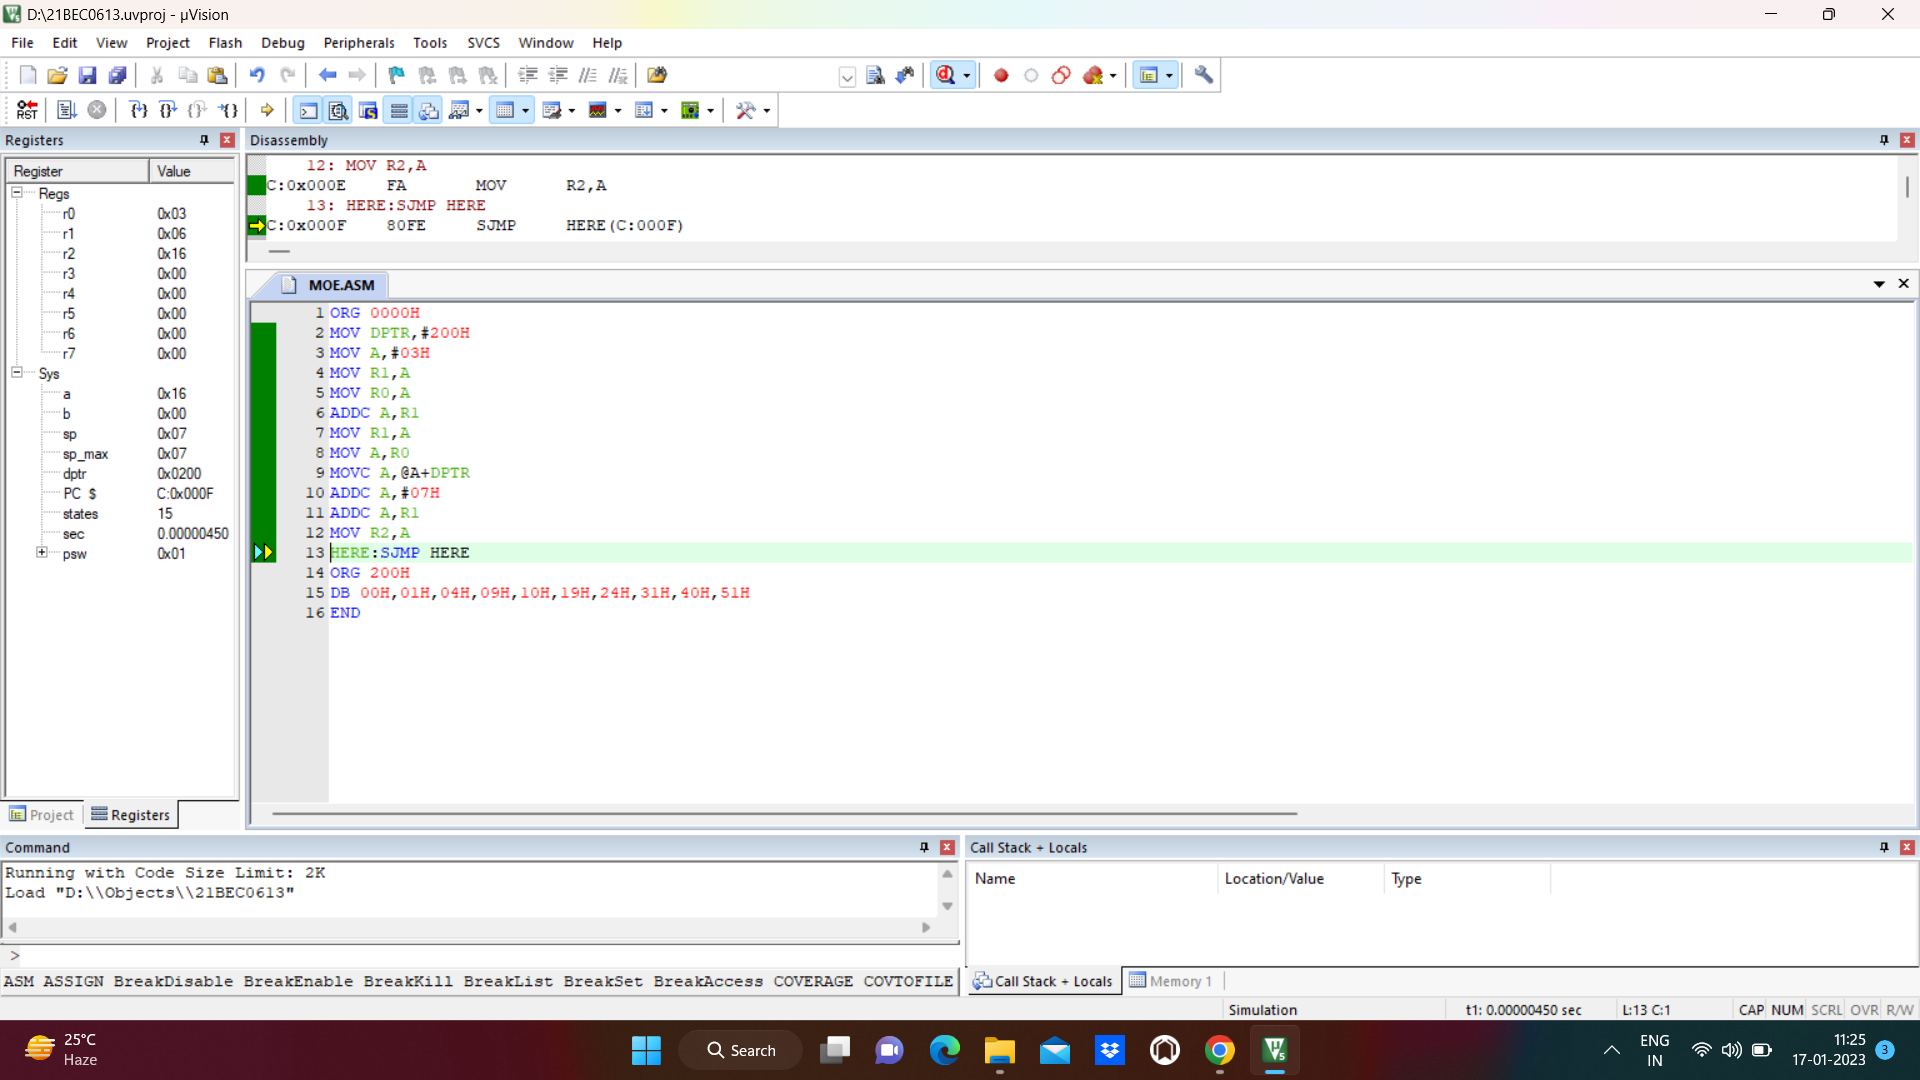 D:\21BEC0613.uvproj - µVision
File Edit View Project Flash Debug Peripherals Tools SVCS Window Help
RST
Registers
Register Value
Regs
r0 0x03
r1 0x06
r2 0x16
r3 0x00
r4 0x00
r5 0x00
r6 0x00
r7 0x00
Sys
a 0x16
b 0x00
sp 0x07
sp_max 0x07
dptr 0x0200
PC $ C:0x000F
states 15
sec 0.00000450
psw 0x01
Project Registers
Disassembly
12: MOV R2,A
C:0x000E FA MOV R2,A
13: HERE:SJMP HERE
C:0x000F 80FE SJMP HERE(C:000F)
MOE.ASM
1 ORG 0000H
2 MOV DPTR,#200H
3 MOV A,#03H
4 MOV R1,A
5 MOV R0,A
6 ADDC A,R1
7 MOV R1,A
8 MOV A,R0
9 MOVC A,@A+DPTR
10 ADDC A,#07H
11 ADDC A,R1
12 MOV R2,A
13 HERE:SJMP HERE
14 ORG 200H
15 DB 00H,01H,04H,09H,10H,19H,24H,31H,40H,51H
16 END
Command
Running with Code Size Limit: 2K
Load "D:\\Objects\\21BEC0613"
>
ASM ASSIGN BreakDisable BreakEnable BreakKill BreakList BreakSet BreakAccess COVERAGE COVTOFILE
Call Stack + Locals
Name Location/Value Type
Call Stack + Locals Memory 1
Simulation t1: 0.00000450 sec L:13 C:1 CAP NUM SCRL OVR R/W
25°C
Haze
Search
ENG
IN
11:25
17-01-2023
3